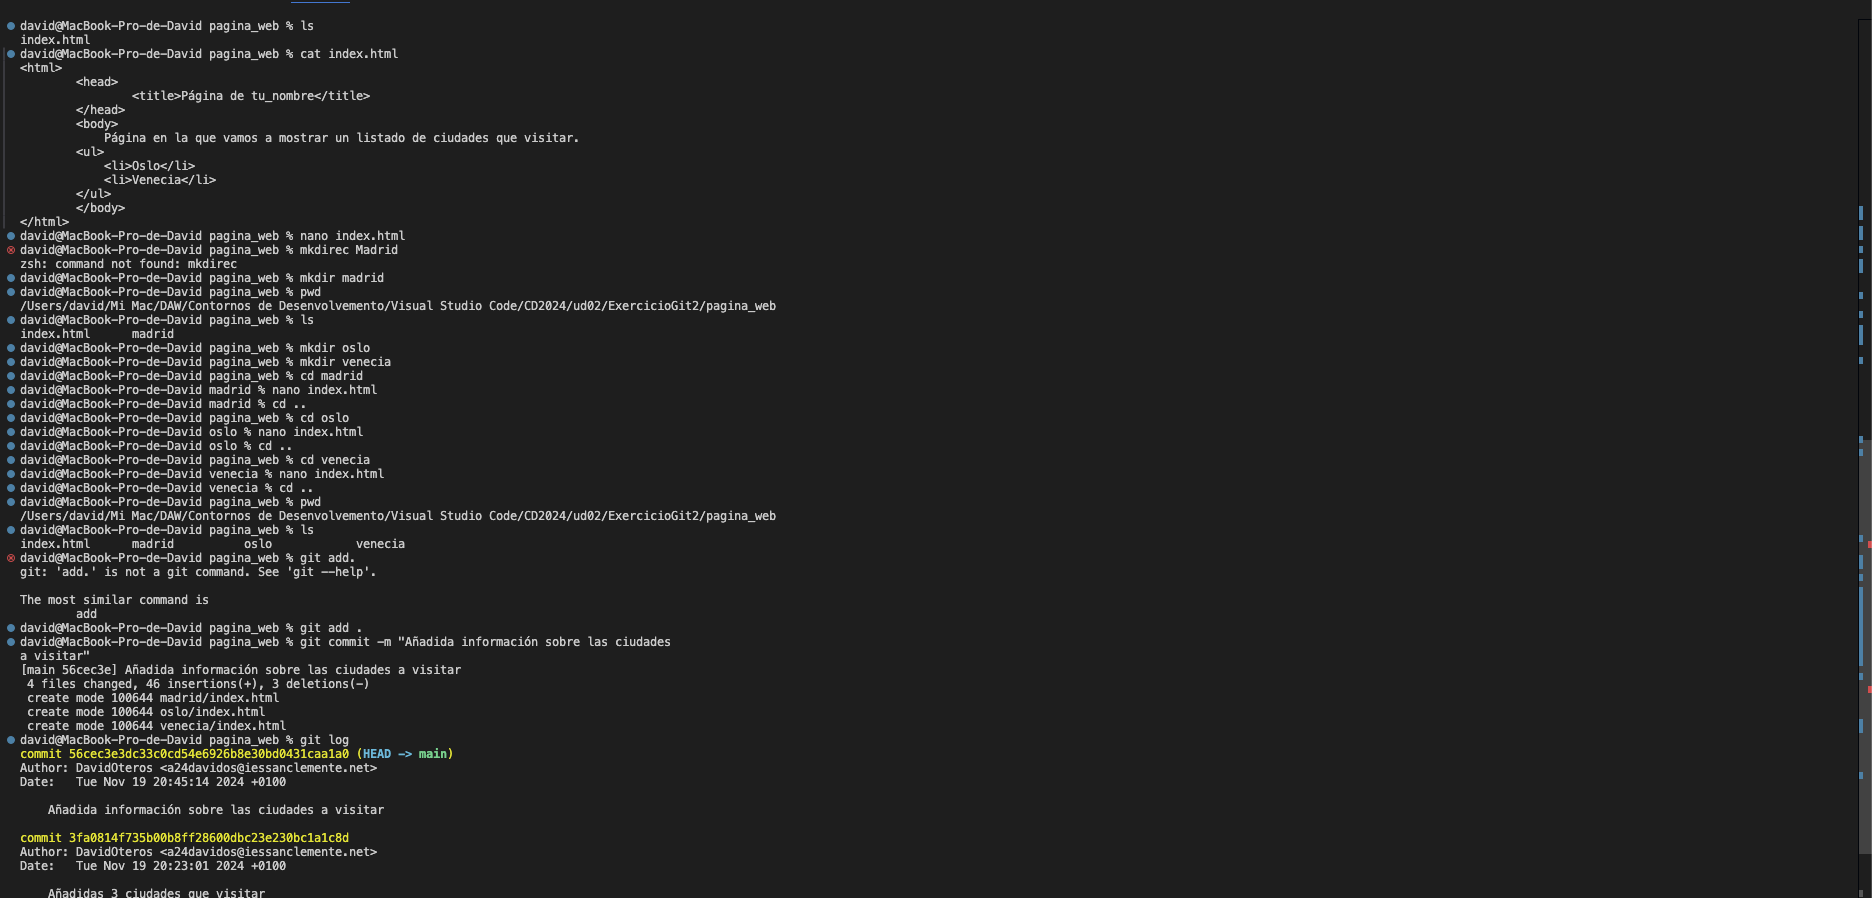 david@MacBook-Pro-de-David pagina_web % ls
index.html
david@MacBook-Pro-de-David pagina_web % cat index.html
<html>
        <head>
                <title>Página de tu_nombre</title>
        </head>
        <body>
            Página en la que vamos a mostrar un listado de ciudades que visitar.
        <ul>
            <li>Oslo</li>
            <li>Venecia</li>
        </ul>
        </body>
</html>
david@MacBook-Pro-de-David pagina_web % nano index.html
david@MacBook-Pro-de-David pagina_web % mkdirec Madrid
zsh: command not found: mkdirec
david@MacBook-Pro-de-David pagina_web % mkdir madrid
david@MacBook-Pro-de-David pagina_web % pwd
/Users/david/Mi Mac/DAW/Contornos de Desenvolvemento/Visual Studio Code/CD2024/ud02/ExercicioGit2/pagina_web
david@MacBook-Pro-de-David pagina_web % ls
index.html      madrid
david@MacBook-Pro-de-David pagina_web % mkdir oslo
david@MacBook-Pro-de-David pagina_web % mkdir venecia
david@MacBook-Pro-de-David pagina_web % cd madrid
david@MacBook-Pro-de-David madrid % nano index.html
david@MacBook-Pro-de-David madrid % cd ..
david@MacBook-Pro-de-David pagina_web % cd oslo
david@MacBook-Pro-de-David oslo % nano index.html
david@MacBook-Pro-de-David oslo % cd ..
david@MacBook-Pro-de-David pagina_web % cd venecia
david@MacBook-Pro-de-David venecia % nano index.html
david@MacBook-Pro-de-David venecia % cd ..
david@MacBook-Pro-de-David pagina_web % pwd
/Users/david/Mi Mac/DAW/Contornos de Desenvolvemento/Visual Studio Code/CD2024/ud02/ExercicioGit2/pagina_web
david@MacBook-Pro-de-David pagina_web % ls
index.html      madrid          oslo            venecia
david@MacBook-Pro-de-David pagina_web % git add.
git: 'add.' is not a git command. See 'git --help'.

The most similar command is
        add
david@MacBook-Pro-de-David pagina_web % git add .
david@MacBook-Pro-de-David pagina_web % git commit -m "Añadida información sobre las ciudades
a visitar"
[main 56cec3e] Añadida información sobre las ciudades a visitar
 4 files changed, 46 insertions(+), 3 deletions(-)
 create mode 100644 madrid/index.html
 create mode 100644 oslo/index.html
 create mode 100644 venecia/index.html
david@MacBook-Pro-de-David pagina_web % git log
commit 56cec3e3dc33c0cd54e6926b8e30bd0431caa1a0 (HEAD -> main)
Author: DavidOteros <a24davidos@iessanclemente.net>
Date:   Tue Nov 19 20:45:14 2024 +0100

    Añadida información sobre las ciudades a visitar

commit 3fa0814f735b00b8ff28600dbc23e230bc1a1c8d
Author: DavidOteros <a24davidos@iessanclemente.net>
Date:   Tue Nov 19 20:23:01 2024 +0100

    Añadidas 3 ciudades que visitar